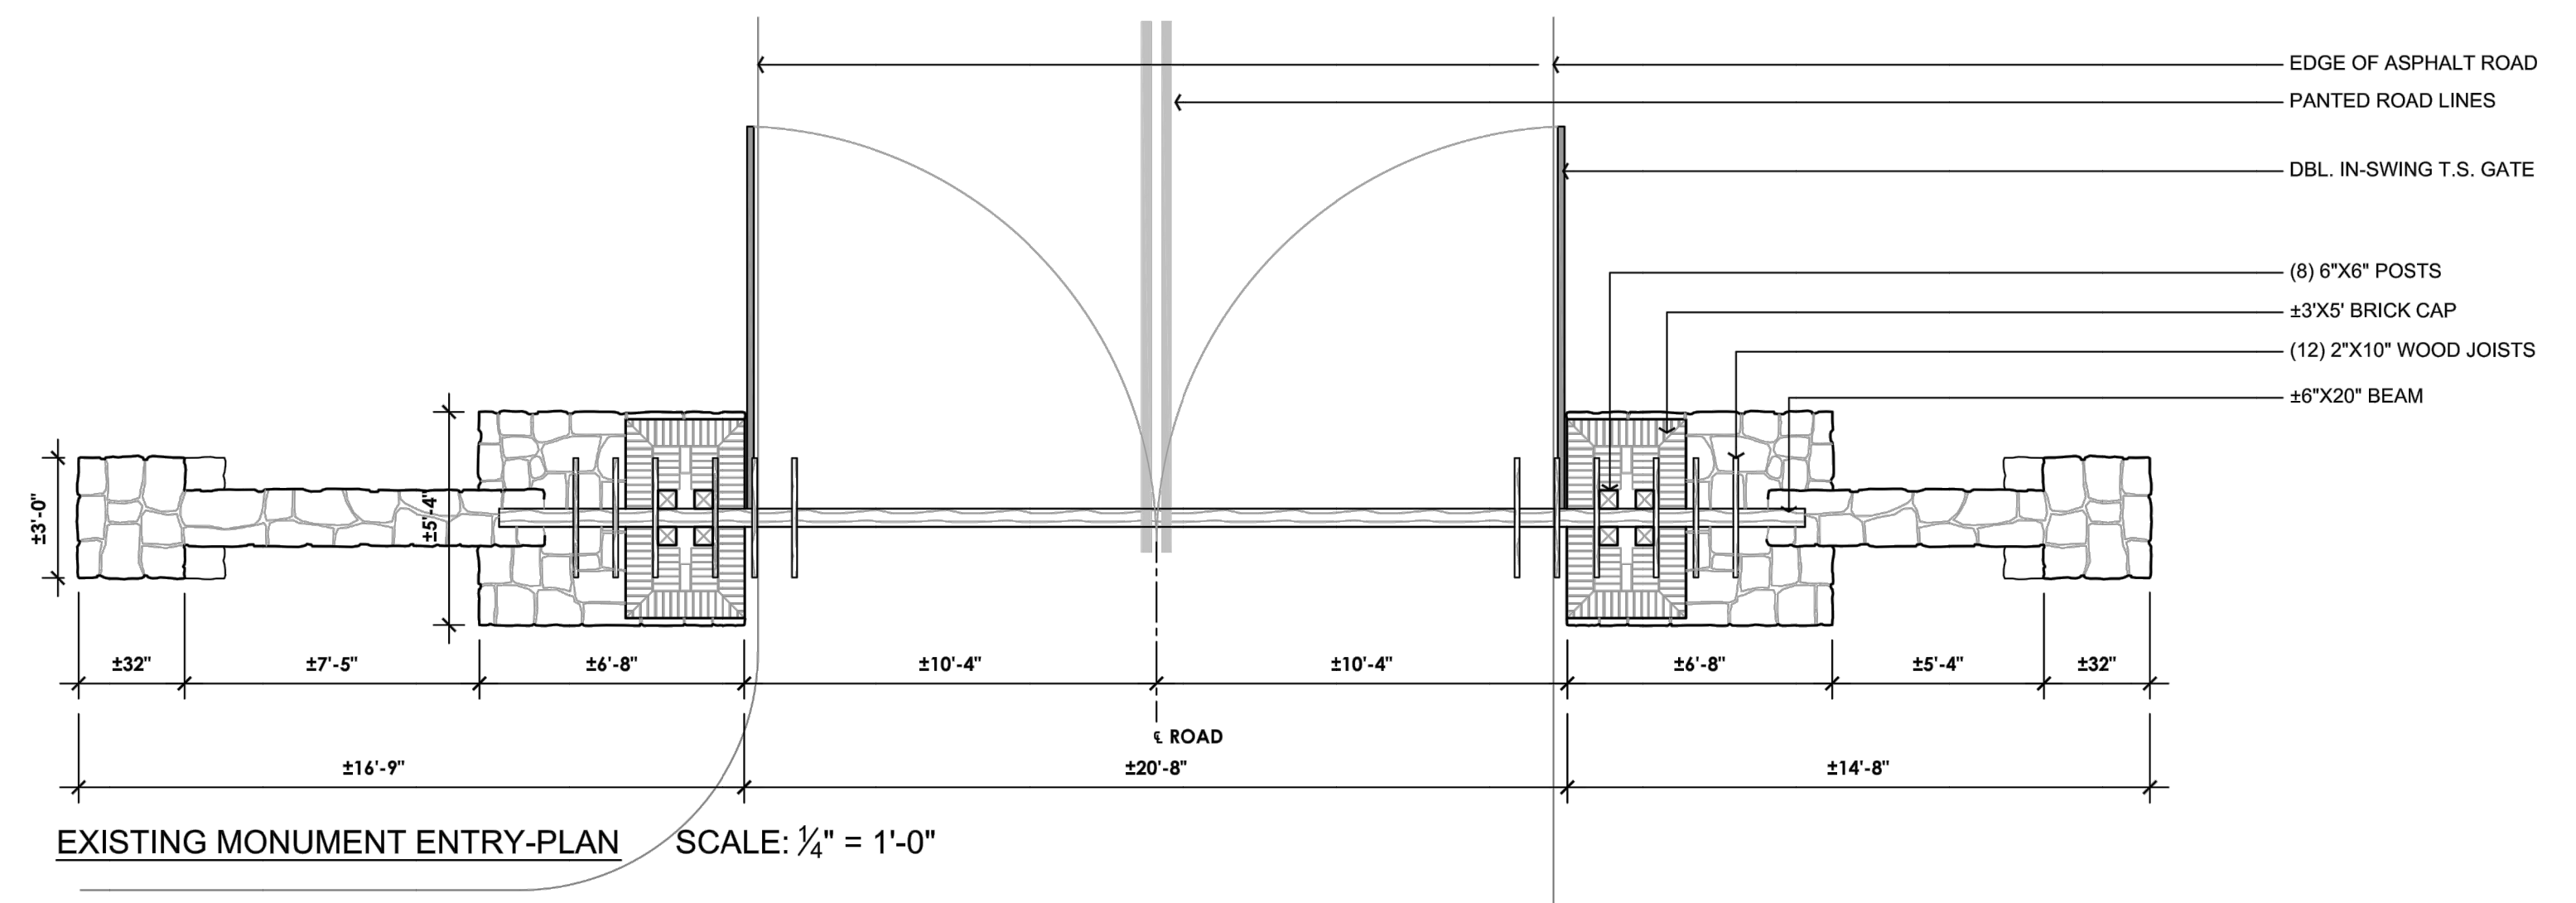 EDGE OF ASPHALT ROAD
PANTED ROAD LINES
DBL. IN-SWING T.S. GATE
(8) 6"X6" POSTS
±3'X5' BRICK CAP
(12) 2"X10" WOOD JOISTS
±6"X20" BEAM
±3'-0"
±5'-4"
±32" ±7'-5" ±6'-8" ±10'-4" ±10'-4" ±6'-8" ±5'-4" ±32"
℄ ROAD
±16'-9" ±20'-8" ±14'-8"
EXISTING MONUMENT ENTRY-PLAN SCALE: ¼" = 1'-0"